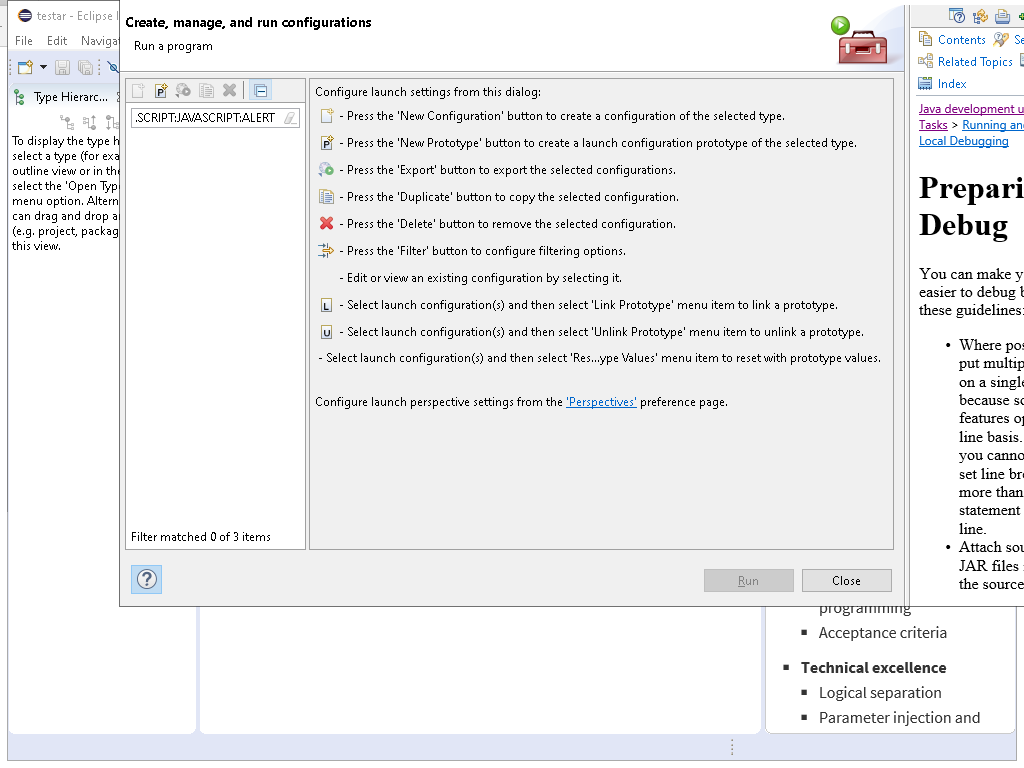 testar - Eclipse I
File Edit Navigat
Type Hierarc...
To display the type h
select a type (for exa
outline view or in the
select the 'Open Typ
menu option. Altern
can drag and drop a
(e.g. project, packag
this view.
Create, manage, and run configurations
Run a program
.SCRIPT:JAVASCRIPT:ALERT
Filter matched 0 of 3 items
Configure launch settings from this dialog:
- Press the 'New Configuration' button to create a configuration of the selected type.
- Press the 'New Prototype' button to create a launch configuration prototype of the selected type.
- Press the 'Export' button to export the selected configurations.
- Press the 'Duplicate' button to copy the selected configuration.
- Press the 'Delete' button to remove the selected configuration.
- Press the 'Filter' button to configure filtering options.
- Edit or view an existing configuration by selecting it.
L - Select launch configuration(s) and then select 'Link Prototype' menu item to link a prototype.
U - Select launch configuration(s) and then select 'Unlink Prototype' menu item to unlink a prototype.
- Select launch configuration(s) and then select 'Res...ype Values' menu item to reset with prototype values.
Configure launch perspective settings from the 'Perspectives' preference page.
Run
Close
Contents Se
Related Topics
Index
Java development u
Tasks > Running and
Local Debugging
Prepari
Debug
You can make y
easier to debug b
these guidelines:
• Where pos
put multip
on a single
because so
features op
line basis.
you canno
set line bre
more than
statement
line.
• Attach sou
JAR files
the source
programming
▪ Acceptance criteria
▪ Technical excellence
▪ Logical separation
▪ Parameter injection and